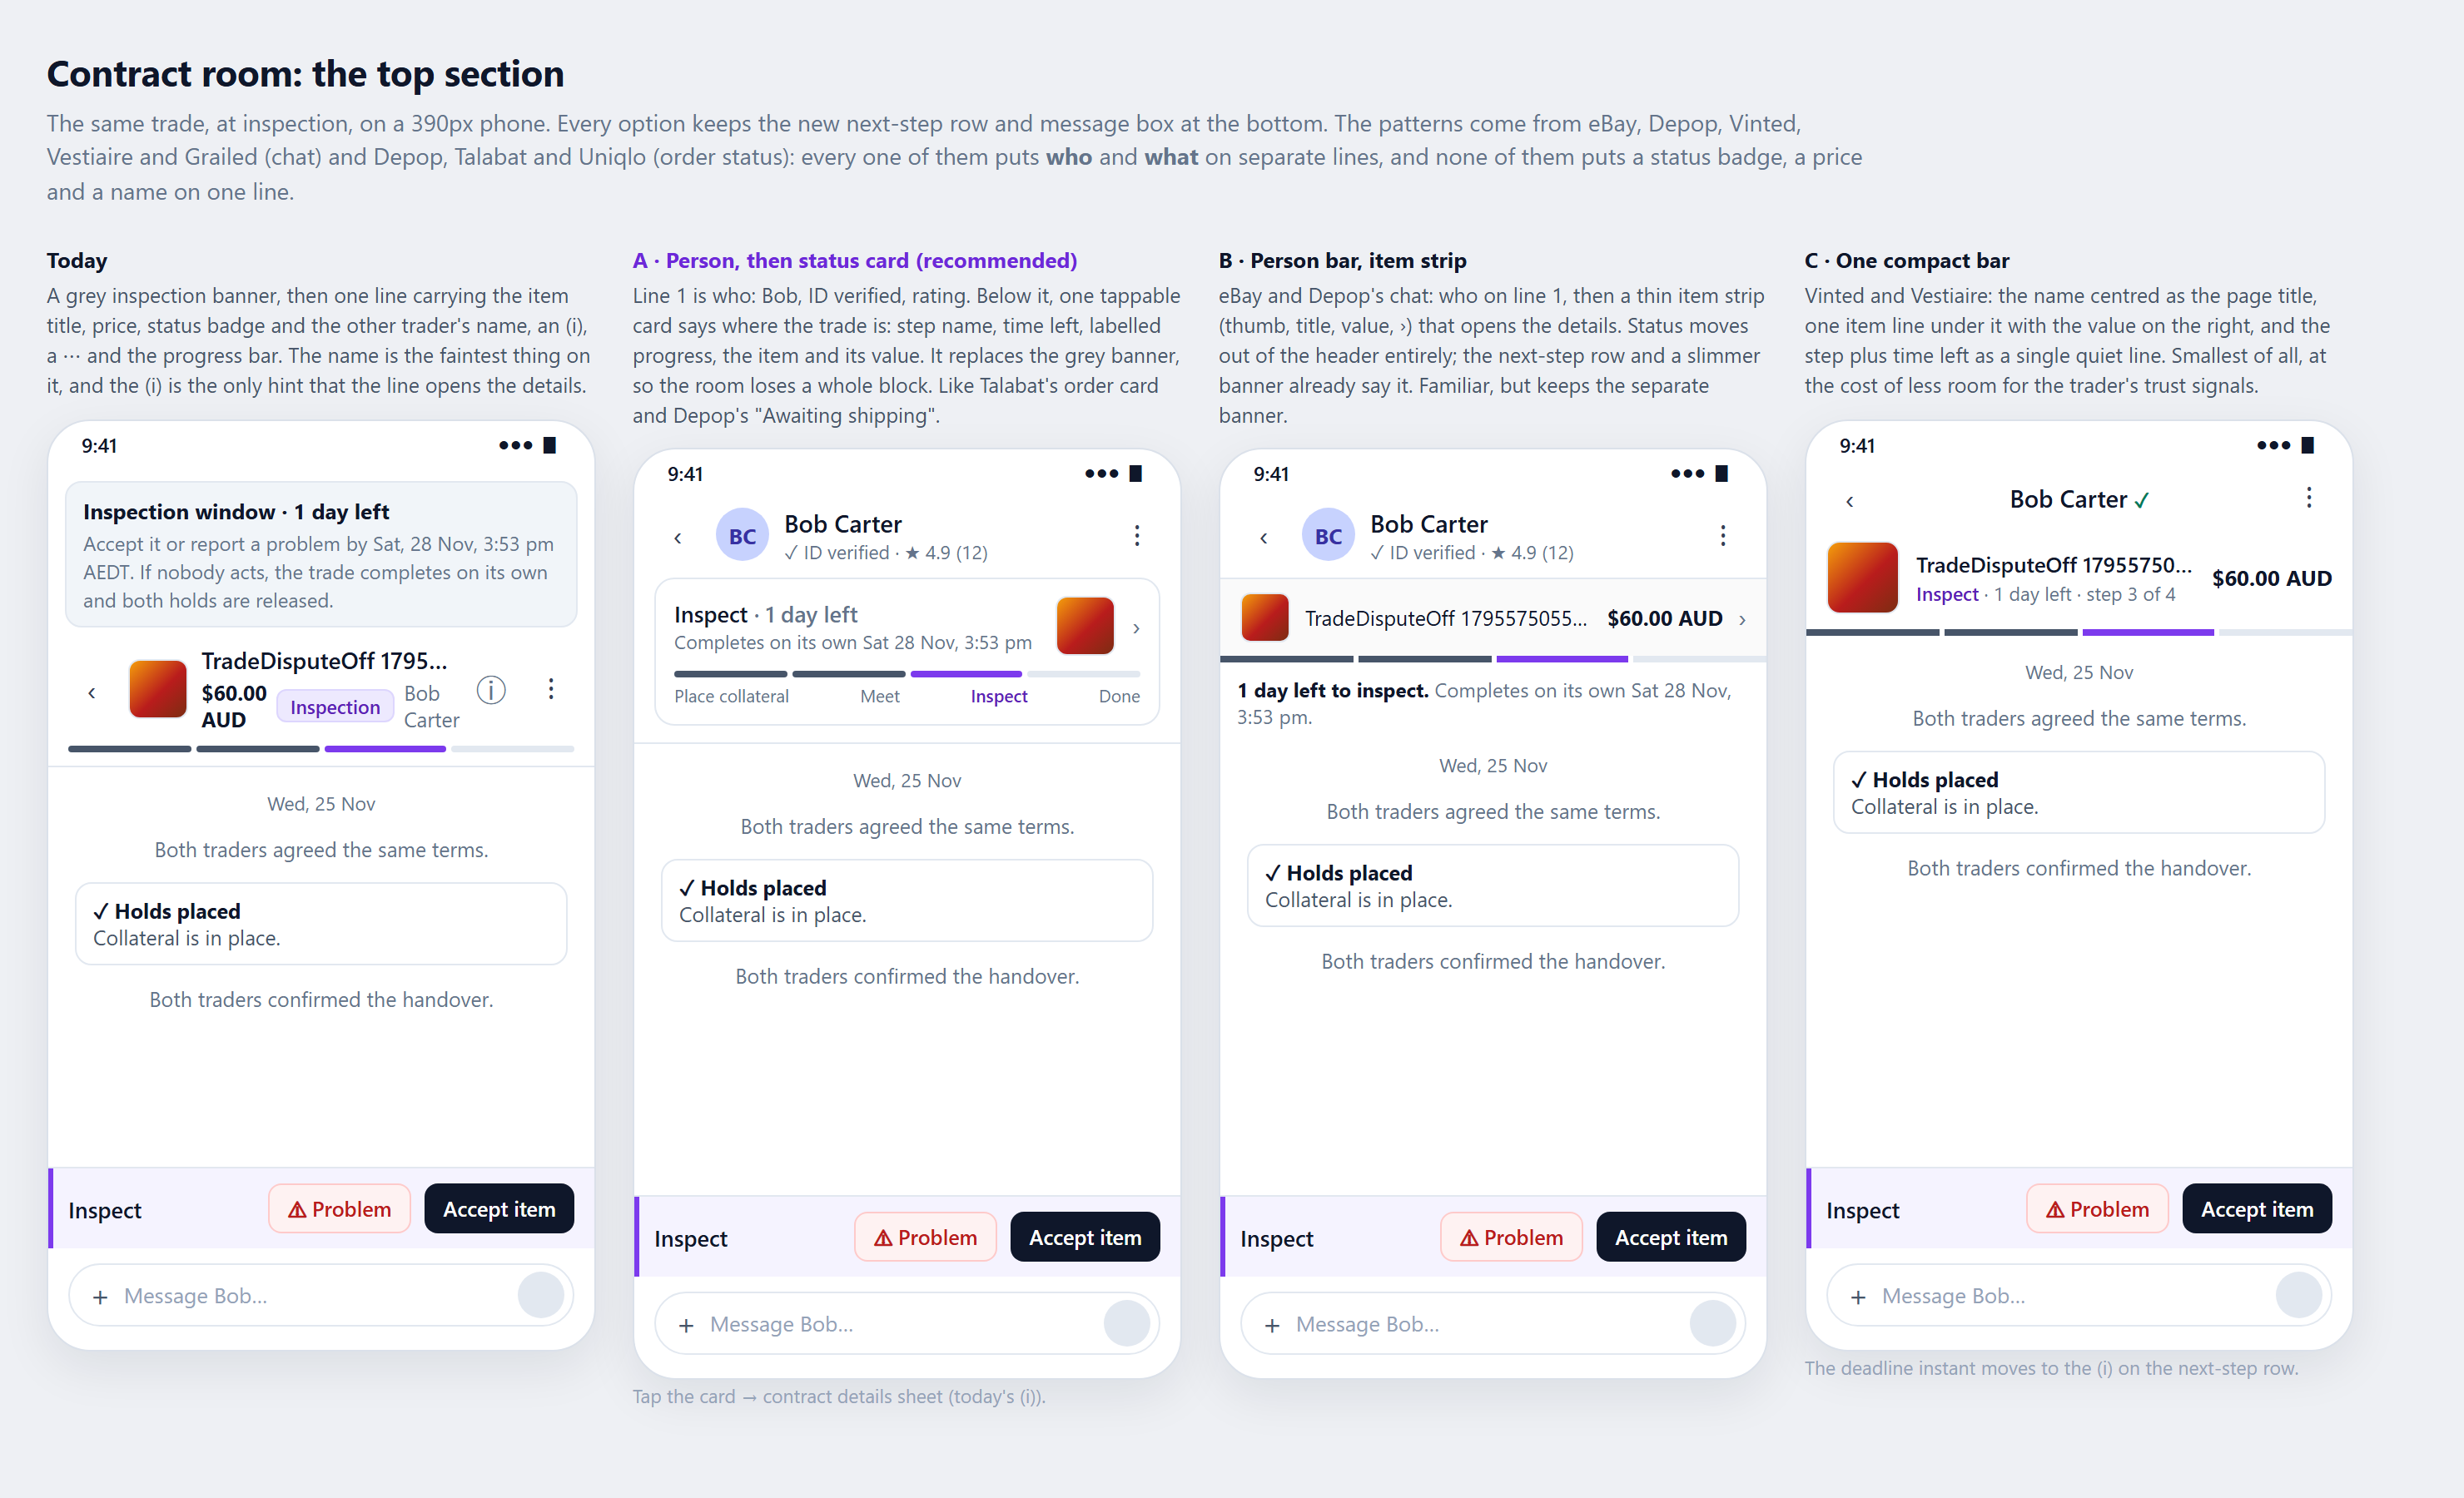 Contract room: the top section
The same trade, at inspection, on a 390px phone. Every option keeps the new next-step row and message box at the bottom. The patterns come from eBay, Depop, Vinted,
Vestiaire and Grailed (chat) and Depop, Talabat and Uniqlo (order status): every one of them puts who and what on separate lines, and none of them puts a status badge, a price
and a name on one line.
Today
A grey inspection banner, then one line carrying the item
title, price, status badge and the other trader's name, an (i),
a ··· and the progress bar. The name is the faintest thing on
it, and the (i) is the only hint that the line opens the details.
9:41
Inspection window · 1 day left
Accept it or report a problem by Sat, 28 Nov, 3:53 pm
AEDT. If nobody acts, the trade completes on its own
and both holds are released.
‹
TradeDisputeOff 1795...
$60.00
AUD
Inspection
Bob
Carter
ⓘ
⋮
Wed, 25 Nov
Both traders agreed the same terms.
✓ Holds placed
Collateral is in place.
Both traders confirmed the handover.
Inspect
⚠ Problem
Accept item
+ Message Bob...
A · Person, then status card (recommended)
Line 1 is who: Bob, ID verified, rating. Below it, one tappable
card says where the trade is: step name, time left, labelled
progress, the item and its value. It replaces the grey banner,
so the room loses a whole block. Like Talabat's order card
and Depop's "Awaiting shipping".
9:41
‹
BC
Bob Carter
✓ ID verified · ★ 4.9 (12)
⋮
Inspect · 1 day left
Completes on its own Sat 28 Nov, 3:53 pm
›
Place collateral Meet Inspect Done
Wed, 25 Nov
Both traders agreed the same terms.
✓ Holds placed
Collateral is in place.
Both traders confirmed the handover.
Inspect
⚠ Problem
Accept item
+ Message Bob...
Tap the card → contract details sheet (today's (i)).
B · Person bar, item strip
eBay and Depop's chat: who on line 1, then a thin item strip
(thumb, title, value, ›) that opens the details. Status moves
out of the header entirely; the next-step row and a slimmer
banner already say it. Familiar, but keeps the separate
banner.
9:41
‹
BC
Bob Carter
✓ ID verified · ★ 4.9 (12)
⋮
TradeDisputeOff 1795575055... $60.00 AUD ›
1 day left to inspect. Completes on its own Sat 28 Nov,
3:53 pm.
Wed, 25 Nov
Both traders agreed the same terms.
✓ Holds placed
Collateral is in place.
Both traders confirmed the handover.
Inspect
⚠ Problem
Accept item
+ Message Bob...
C · One compact bar
Vinted and Vestiaire: the name centred as the page title,
one item line under it with the value on the right, and the
step plus time left as a single quiet line. Smallest of all, at
the cost of less room for the trader's trust signals.
9:41
‹
Bob Carter ✓
⋮
TradeDisputeOff 17955750...
$60.00 AUD
Inspect · 1 day left · step 3 of 4
Wed, 25 Nov
Both traders agreed the same terms.
✓ Holds placed
Collateral is in place.
Both traders confirmed the handover.
Inspect
⚠ Problem
Accept item
+ Message Bob...
The deadline instant moves to the (i) on the next-step row.